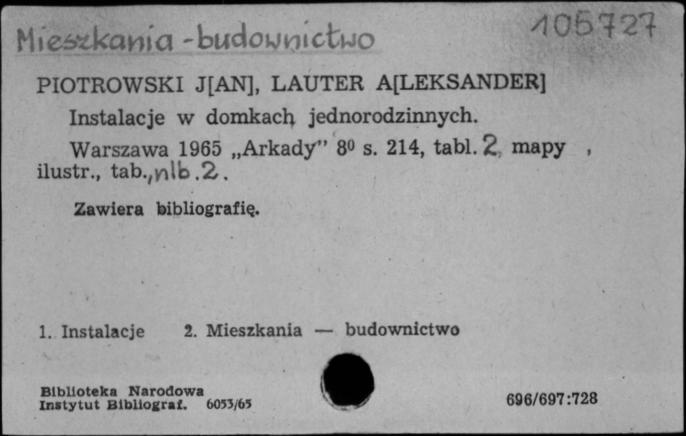 Mieszkania - budownictwo
105727
PIOTROWSKI J[AN], LAUTER A[LEKSANDER]
Instalacje w domkach jednorodzinnych.
Warszawa 1965 „Arkady” 8⁰ s. 214, tabl. 2, mapy ,
ilustr., tab., nlb. 2.
Zawiera bibliografię.
1. Instalacje 2. Mieszkania — budownictwo
Biblioteka Narodowa
Instytut Bibliograf. 6053/65
696/697:728